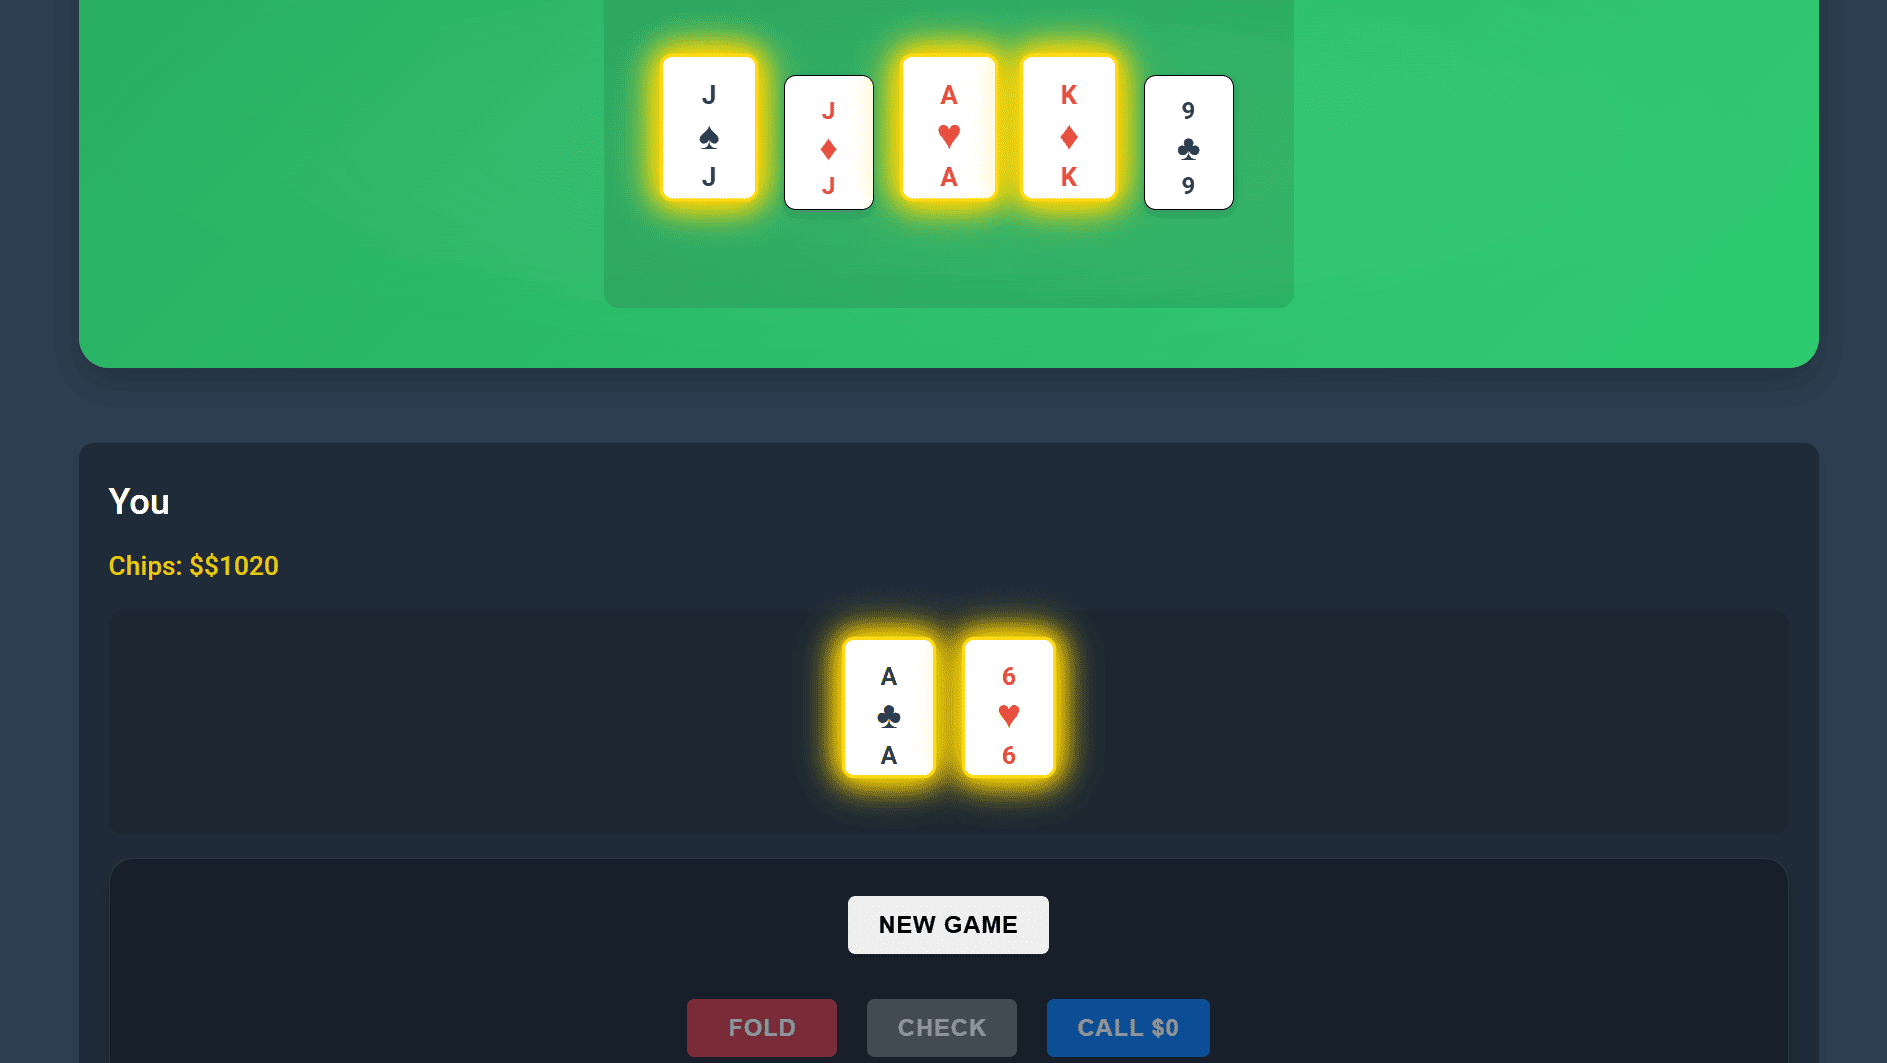 J J A K 9
♠ ♦ ♥ ♦ ♣
J J A K 9
You
Chips: $$1020
A 6
♣ ♥
A 6
NEW GAME
FOLD CHECK CALL $0